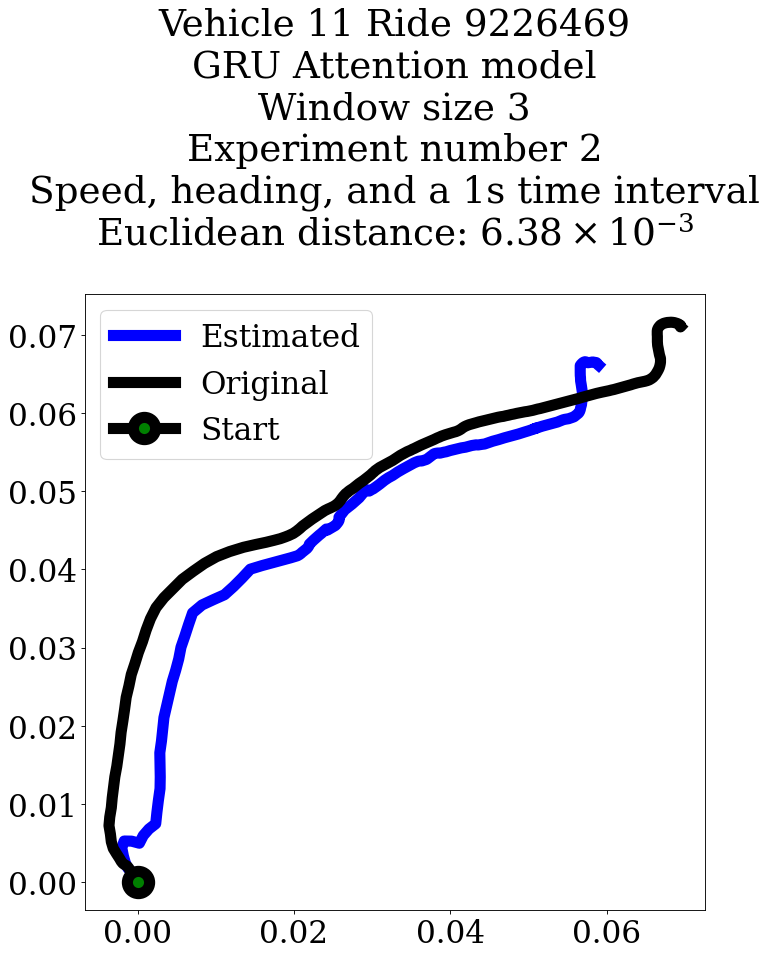 Vehicle 11 Ride 9226469
GRU Attention model
Window size 3
Experiment number 2
Speed, heading, and a 1s time interval
Euclidean distance: 6.38 × 10⁻³
Estimated
Original
Start
0.07
0.06
0.05
0.04
0.03
0.02
0.01
0.00
0.00 0.02 0.04 0.06